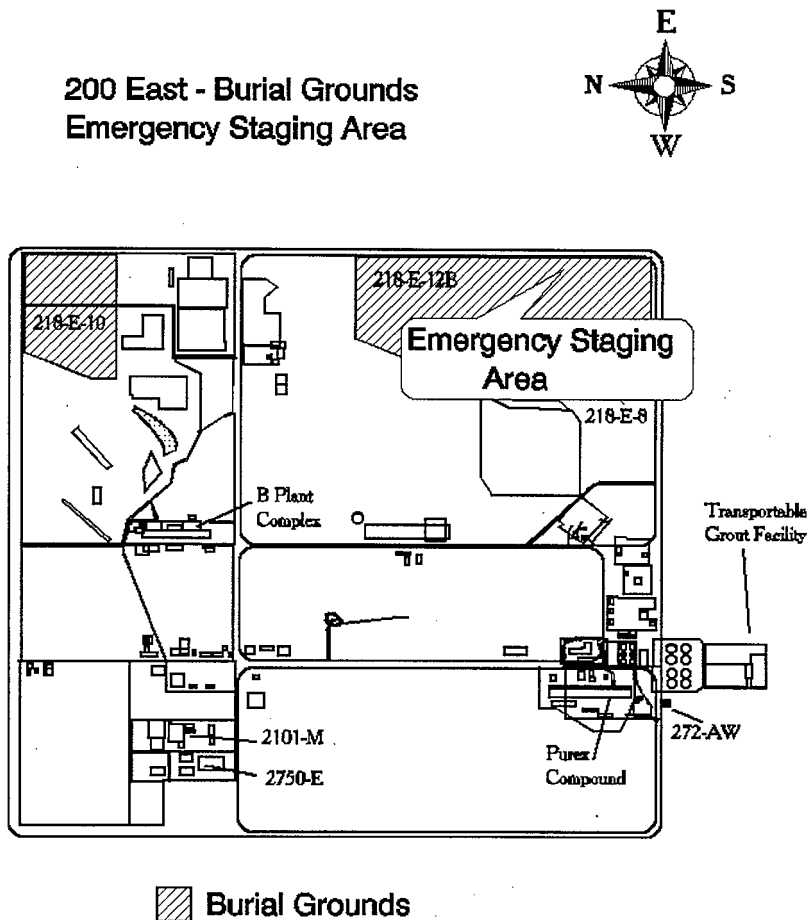 E
200 East - Burial Grounds
N
S
Emergency Staging Area
W
218-E-12B
218-E-10
Emergency Staging
Area
218-E-8
B Plant
Complex
Transportable
Grout Facility
2101-M
272-AW
Purex
Compound
2750-E
Burial Grounds